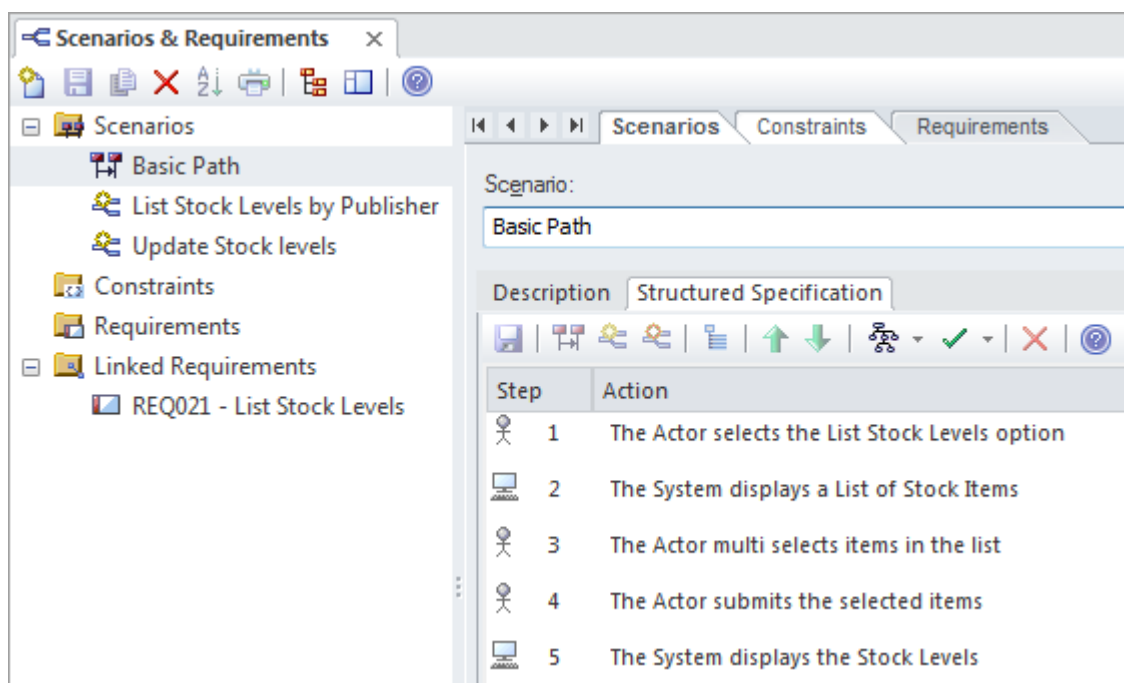 Scenarios & Requirements
Scenarios
Basic Path
List Stock Levels by Publisher
Update Stock levels
Constraints
Requirements
Linked Requirements
REQ021 - List Stock Levels
Scenarios Constraints Requirements
Scenario:
Basic Path
Description Structured Specification
Step Action
1 The Actor selects the List Stock Levels option
2 The System displays a List of Stock Items
3 The Actor multi selects items in the list
4 The Actor submits the selected items
5 The System displays the Stock Levels